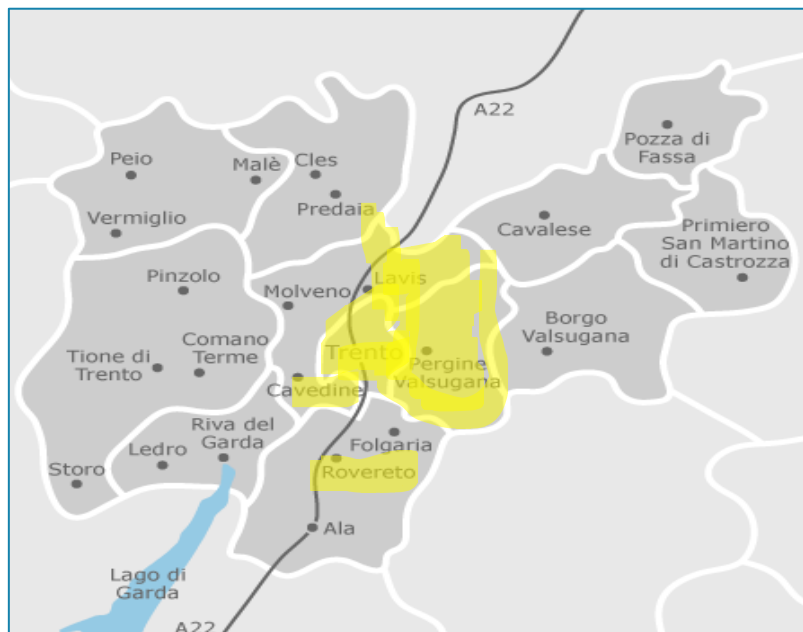 A22
Pozza di
Fassa
Peio
Malè
Cles
Predaia
Vermiglio
Cavalese
Primiero
San Martino
di Castrozza
Pinzolo
Molveno
Lavis
Borgo
Valsugana
Comano
Terme
Tione di
Trento
Trento
Pergine
Valsugana
Cavedine
Riva del
Garda
Ledro
Folgaria
Storo
Rovereto
Ala
Lago di
Garda
A22